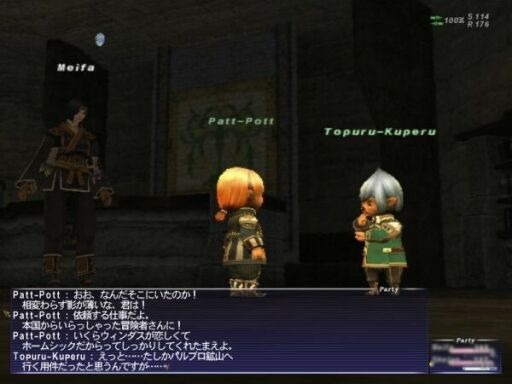 100%
S 114
R 176
Meifa
Patt-Pott
Topuru-Kuperu
Party
Patt-Pott : おお、なんだそこにいたのか！
相変わらず影が薄いな、君は！
Patt-Pott : 依頼する仕事だよ。
本国からいらっしゃった冒険者さんに！
Patt-Pott : いくらウィンダスが恋しくて
ホームシックだからってしっかりしてくれたまえよ。
Topuru-Kuperu : えっと……たしかパルブロ鉱山へ
行く用件だったと思うんですが……
Party